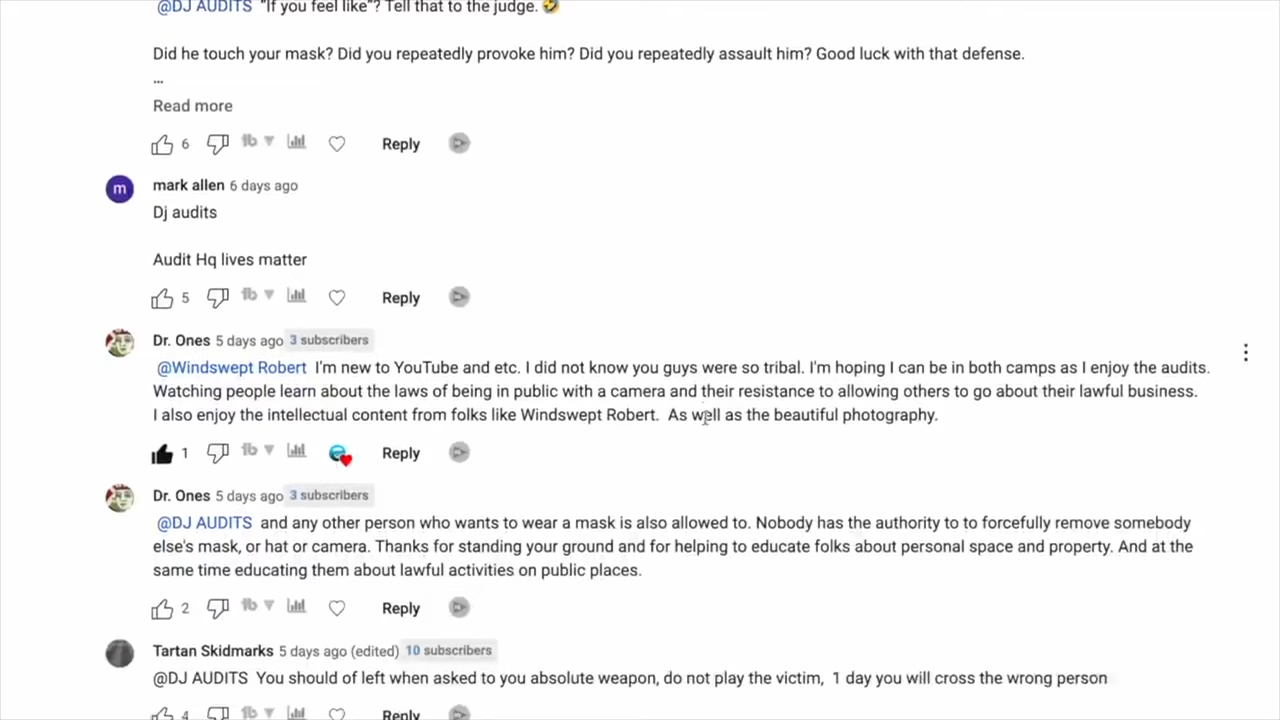 @DJ AUDITS "If you feel like"? Tell that to the judge. 🤣
Did he touch your mask? Did you repeatedly provoke him? Did you repeatedly assault him? Good luck with that defense.
...
Read more
6 tb Reply
m mark allen 6 days ago
Dj audits
Audit Hq lives matter
5 tb Reply
Dr. Ones 5 days ago 3 subscribers
@Windswept Robert I'm new to YouTube and etc. I did not know you guys were so tribal. I'm hoping I can be in both camps as I enjoy the audits.
Watching people learn about the laws of being in public with a camera and their resistance to allowing others to go about their lawful business.
I also enjoy the intellectual content from folks like Windswept Robert. As well as the beautiful photography.
1 tb Reply
Dr. Ones 5 days ago 3 subscribers
@DJ AUDITS and any other person who wants to wear a mask is also allowed to. Nobody has the authority to to forcefully remove somebody
else's mask, or hat or camera. Thanks for standing your ground and for helping to educate folks about personal space and property. And at the
same time educating them about lawful activities on public places.
2 tb Reply
Tartan Skidmarks 5 days ago (edited) 10 subscribers
@DJ AUDITS You should of left when asked to you absolute weapon, do not play the victim, 1 day you will cross the wrong person
4 tb Reply